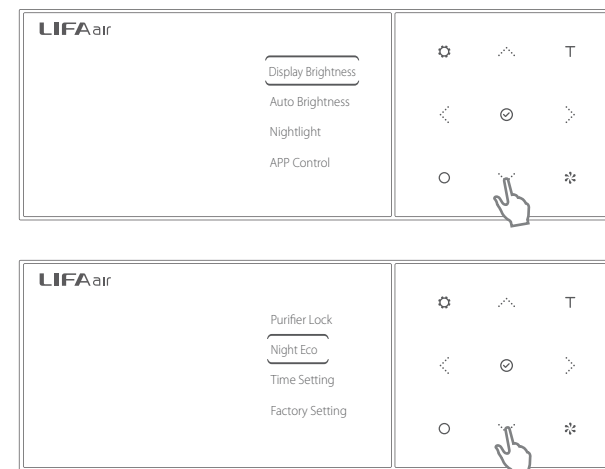 LIFAair
Display Brightness
Auto Brightness
Nightlight
APP Control
T
LIFAair
Purifier Lock
Night Eco
Time Setting
Factory Setting
T